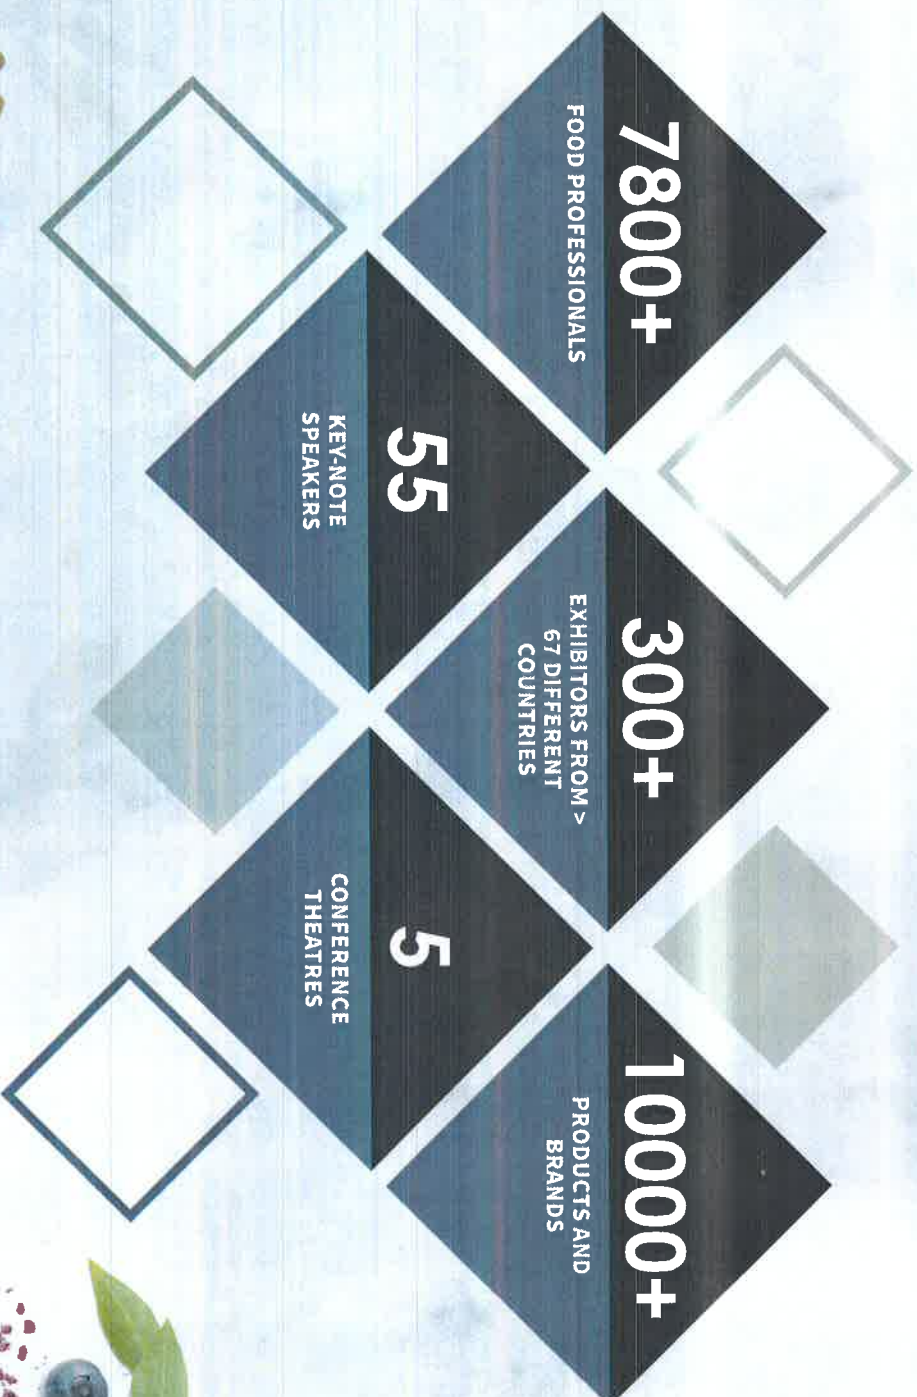 7800+
FOOD PROFESSIONALS
300+
EXHIBITORS FROM >
67 DIFFERENT
COUNTRIES
10000+
PRODUCTS AND
BRANDS
55
KEY-NOTE
SPEAKERS
5
CONFERENCE
THEATRES